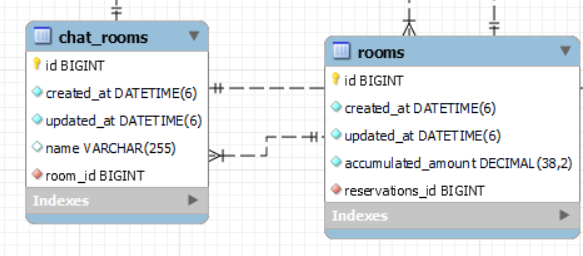 chat_rooms
id BIGINT
created_at DATETIME(6)
updated_at DATETIME(6)
name VARCHAR(255)
room_id BIGINT
Indexes
rooms
id BIGINT
created_at DATETIME(6)
updated_at DATETIME(6)
accumulated_amount DECIMAL(38,2)
reservations_id BIGINT
Indexes